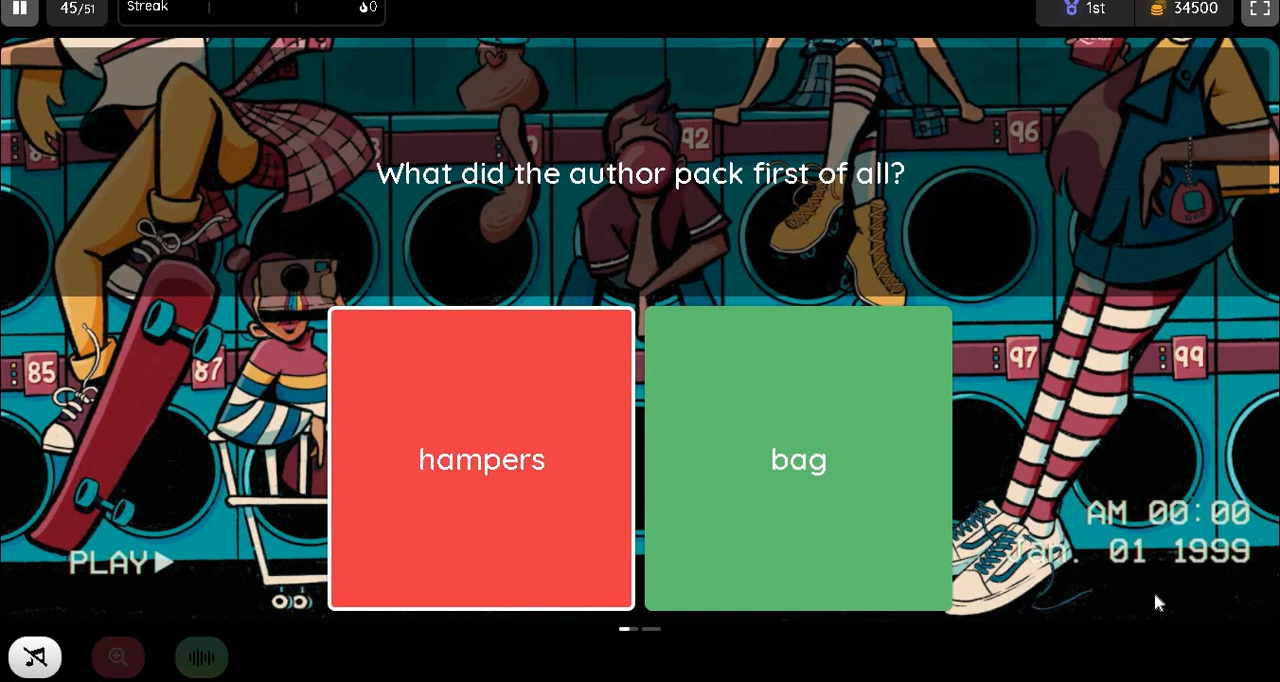 45/51
Streak
0
1st
34500
What did the author pack first of all?
92
96
85
87
97
99
hampers
bag
AM 00:00
Jan. 01 1999
PLAY